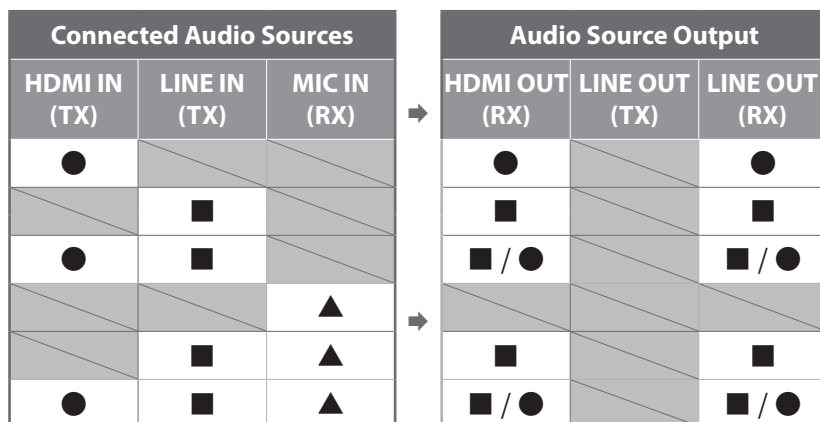 Connected Audio Sources
HDMI IN (TX)
LINE IN (TX)
MIC IN (RX)
Audio Source Output
HDMI OUT (RX)
LINE OUT (TX)
LINE OUT (RX)
● ● ●
■ ■ ■
● ■ ■ / ● ■ / ●
▲
■ ▲ ■ ■
● ■ ▲ ■ / ● ■ / ●